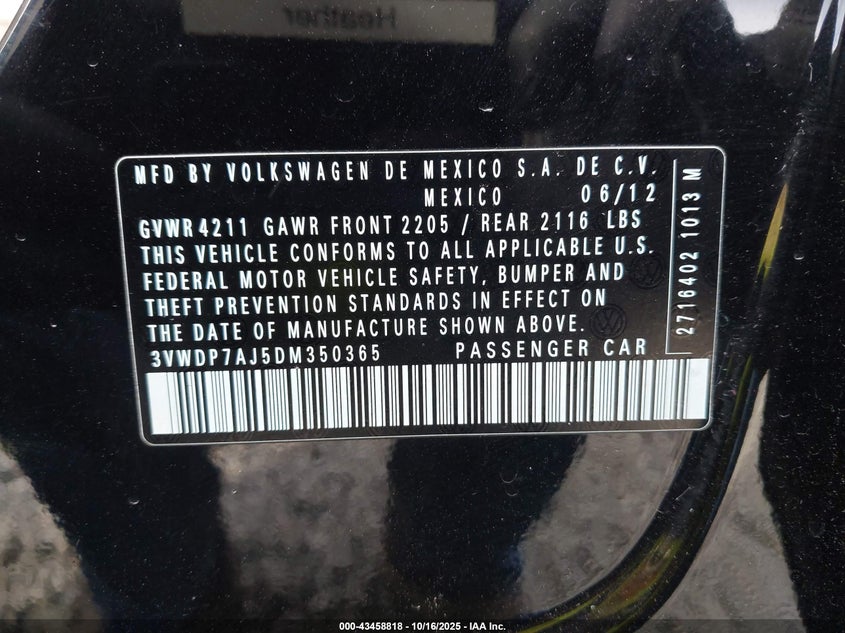 Heather
MFD BY VOLKSWAGEN DE MEXICO S.A. DE C.V.
MEXICO 06/12
GVWR 4211 GAWR FRONT 2205 / REAR 2116 LBS
THIS VEHICLE CONFORMS TO ALL APPLICABLE U.S.
FEDERAL MOTOR VEHICLE SAFETY, BUMPER AND
THEFT PREVENTION STANDARDS IN EFFECT ON
THE DATE OF MANUFACTURE SHOWN ABOVE.
3VWDP7AJ5DM350365 PASSENGER CAR
2716402 1013 M
000-43458818 - 10/16/2025 - IAA Inc.